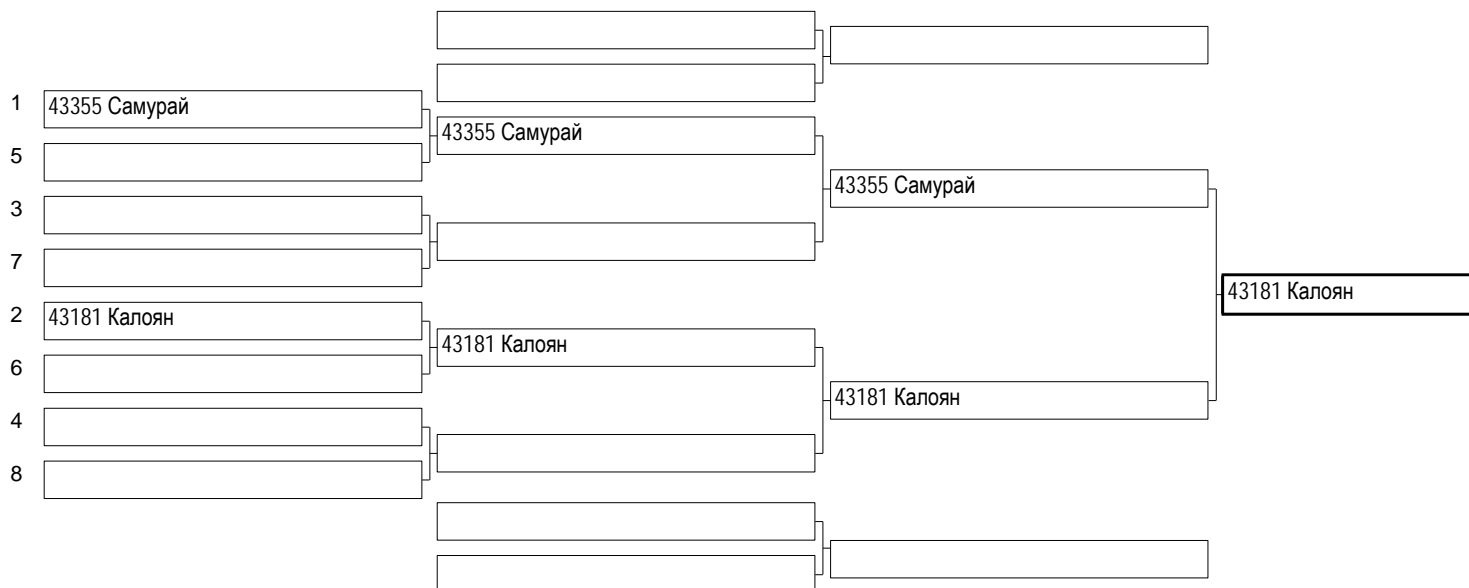 1 43355 Самурай
5
3
7
2 43181 Калоян
6
4
8
43355 Самурай
43181 Калоян
43355 Самурай
43181 Калоян
43181 Калоян